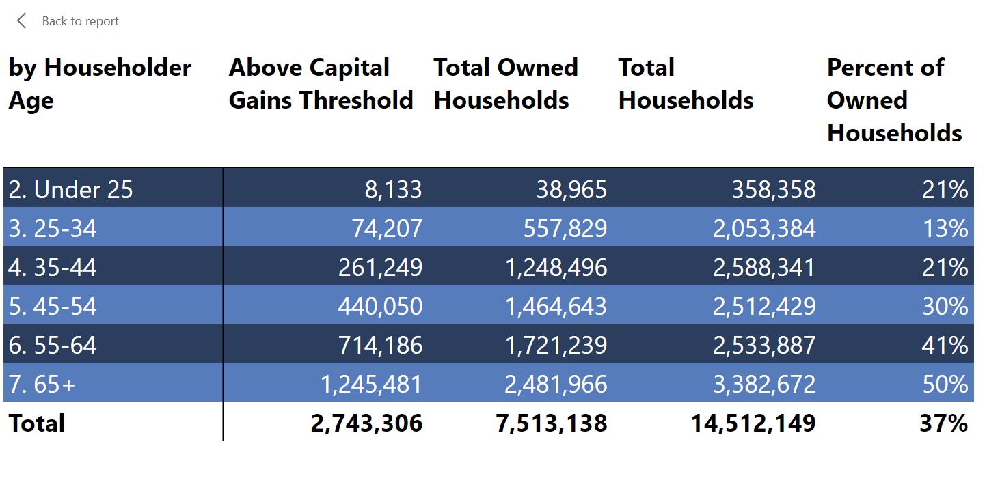 Back to report
by Householder Age Above Capital Gains Threshold Total Owned Households Total Households Percent of Owned Households
2. Under 25 8,133 38,965 358,358 21%
3. 25-34 74,207 557,829 2,053,384 13%
4. 35-44 261,249 1,248,496 2,588,341 21%
5. 45-54 440,050 1,464,643 2,512,429 30%
6. 55-64 714,186 1,721,239 2,533,887 41%
7. 65+ 1,245,481 2,481,966 3,382,672 50%
Total 2,743,306 7,513,138 14,512,149 37%